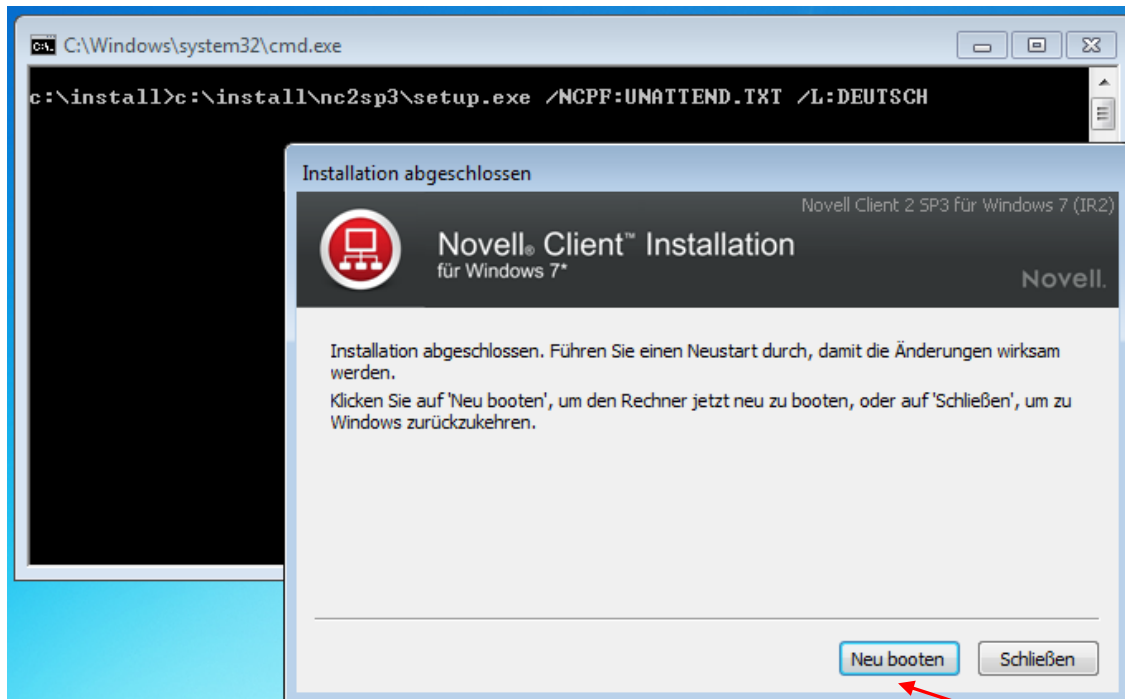 C:\Windows\system32\cmd.exe
c:\install>c:\install\nc2sp3\setup.exe /NCPF:UNATTEND.TXT /L:DEUTSCH
Installation abgeschlossen
Novell Client 2 SP3 für Windows 7 (IR2)
Novell® Client™ Installation
für Windows 7*
Novell.
Installation abgeschlossen. Führen Sie einen Neustart durch, damit die Änderungen wirksam
werden.
Klicken Sie auf 'Neu booten', um den Rechner jetzt neu zu booten, oder auf 'Schließen', um zu
Windows zurückzukehren.
Neu booten
Schließen